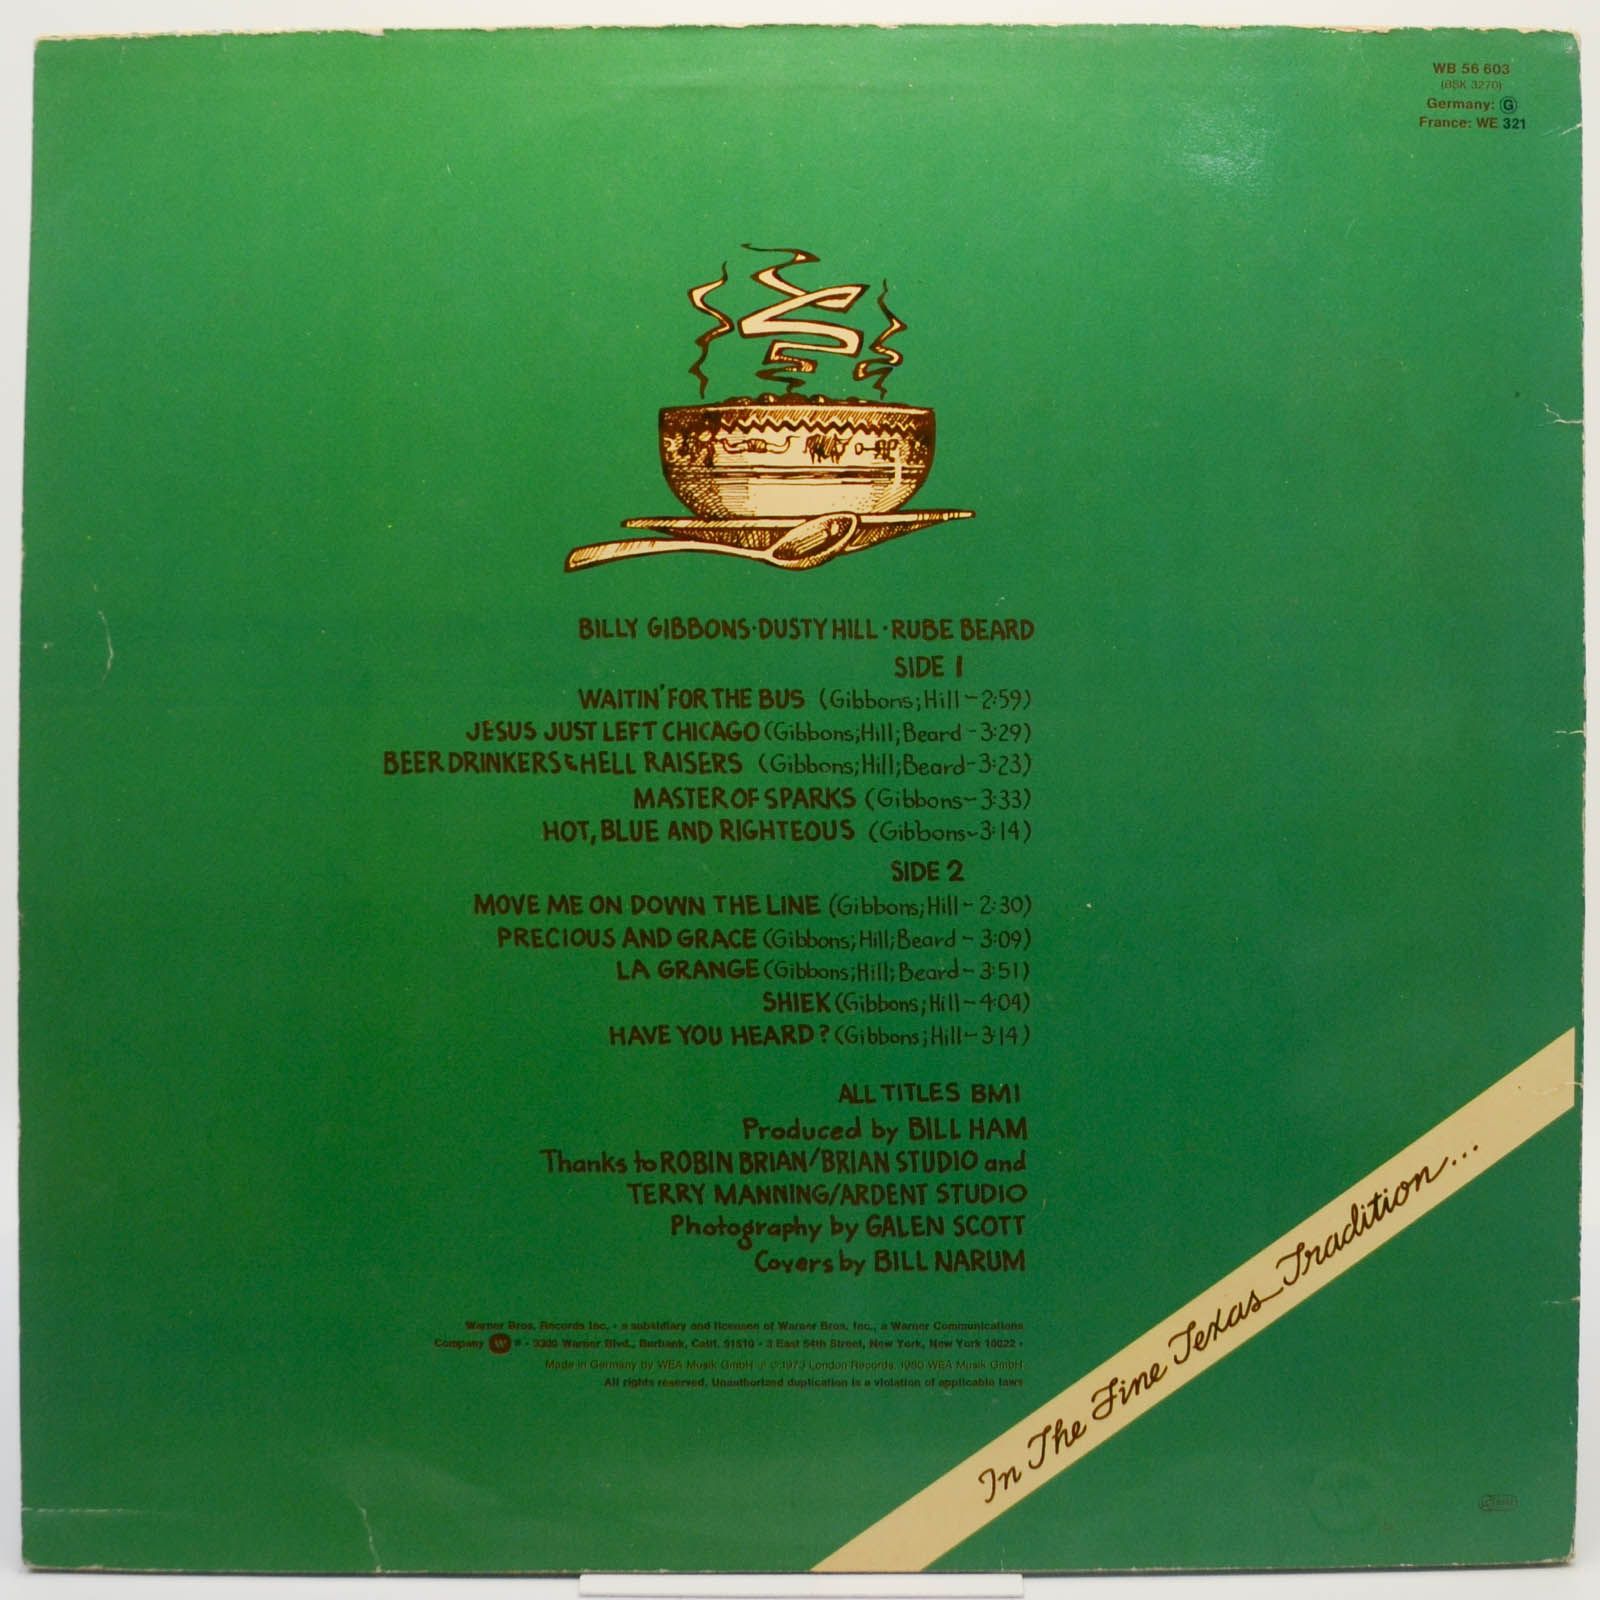 WB 56 603
(BSK 3270)
Germany: G
France: WE 321
BILLY GIBBONS·DUSTY HILL·RUBE BEARD
SIDE 1
WAITIN' FOR THE BUS (Gibbons;Hill-2:59)
JESUS JUST LEFT CHICAGO (Gibbons;Hill;Beard-3:29)
BEER DRINKERS & HELL RAISERS (Gibbons;Hill;Beard-3:23)
MASTER OF SPARKS (Gibbons-3:33)
HOT, BLUE AND RIGHTEOUS (Gibbons-3:14)
SIDE 2
MOVE ME ON DOWN THE LINE (Gibbons;Hill-2:30)
PRECIOUS AND GRACE (Gibbons;Hill;Beard-3:09)
LA GRANGE (Gibbons;Hill;Beard-3:51)
SHIEK (Gibbons;Hill-4:04)
HAVE YOU HEARD? (Gibbons;Hill-3:14)
ALL TITLES BMI
Produced by BILL HAM
Thanks to ROBIN BRIAN/BRIAN STUDIO and
TERRY MANNING/ARDENT STUDIO
Photography by GALEN SCOTT
Covers by BILL NARUM
Warner Bros. Records Inc. • a subsidiary and licensee of Warner Bros. Inc., a Warner Communications
Company W ® • 3300 Warner Blvd., Burbank, Calif. 91510 • 3 East 54th Street, New York, New York 10022 •
Made in Germany by WEA Musik GmbH ℗ © 1973 London Records, 1980 WEA Musik GmbH
All rights reserved. Unauthorized duplication is a violation of applicable laws
In The Fine Texas Tradition...